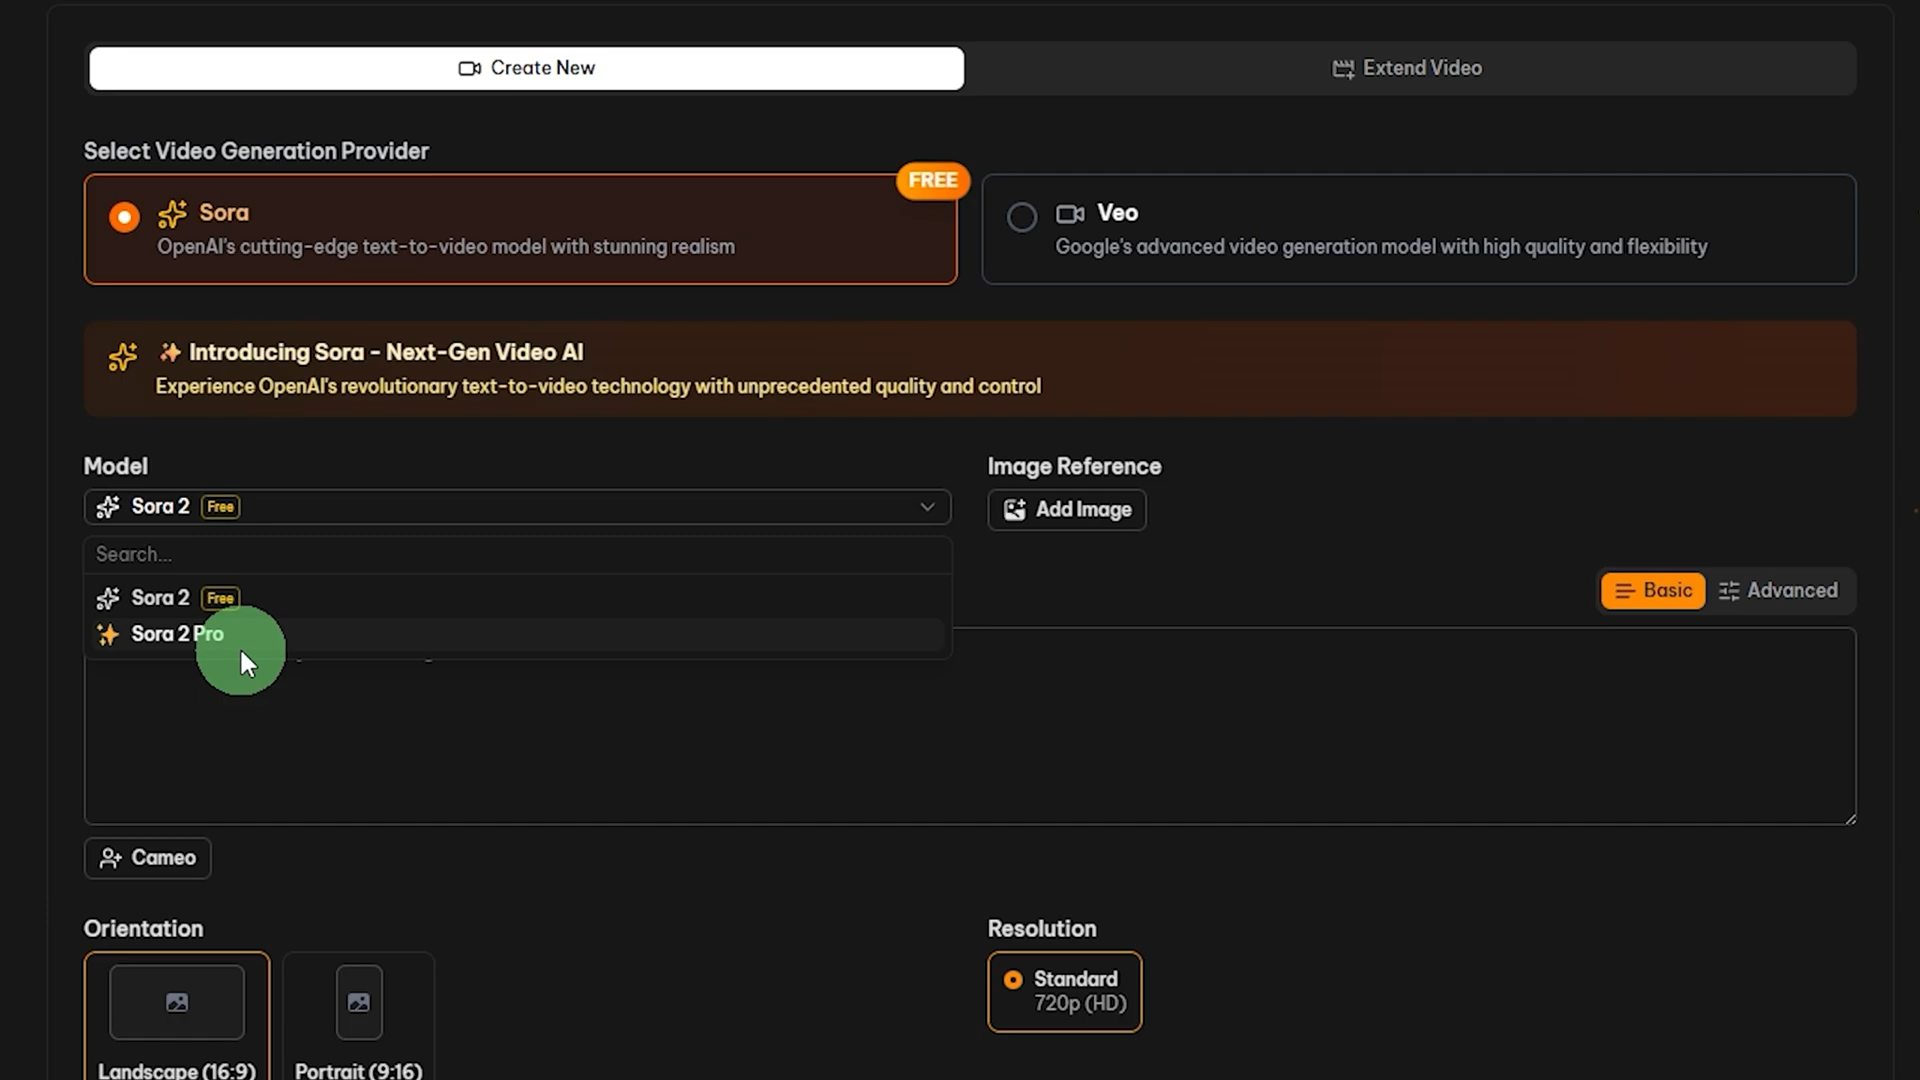 Create New
Extend Video
Select Video Generation Provider
FREE
Sora
OpenAI's cutting-edge text-to-video model with stunning realism
Veo
Google's advanced video generation model with high quality and flexibility
✨ Introducing Sora - Next-Gen Video AI
Experience OpenAI's revolutionary text-to-video technology with unprecedented quality and control
Model
Image Reference
Sora 2 Free
Add Image
Search...
Sora 2 Free
Basic
Advanced
Sora 2 Pro
Cameo
Orientation
Resolution
Standard
720p (HD)
Landscape (16:9)
Portrait (9:16)